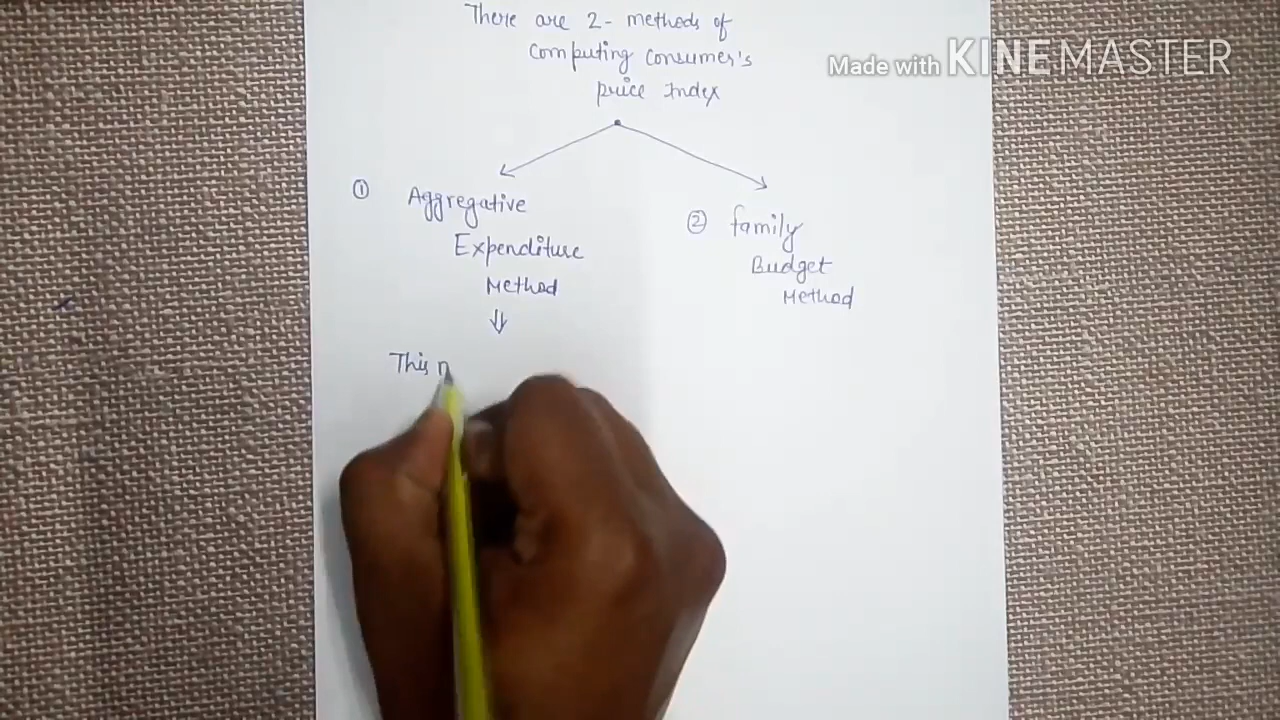 There are 2- methods of
Computing Consumer's
price Index
Made with KINEMASTER
① Aggregative
Expenditure
Method
② family
Budget
Method
This